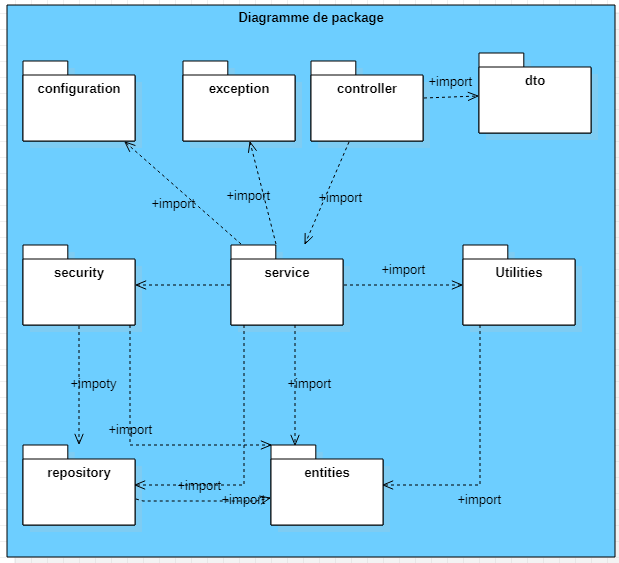 Diagramme de package
configuration
exception
controller
+import
dto
+import
+import
+import
security
service
+import
Utilities
+impoty
+import
+import
repository
entities
+import
+import
+import